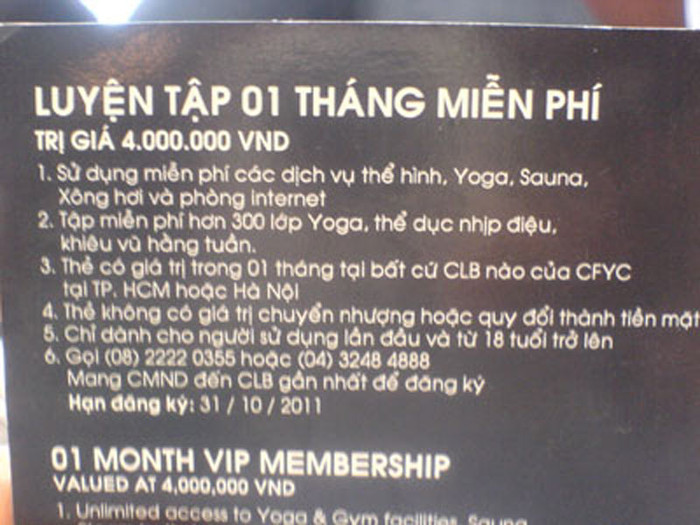 LUYỆN TẬP 01 THÁNG MIỄN PHÍ
TRỊ GIÁ 4.000.000 VND
1. Sử dụng miễn phí các dịch vụ thể hình, Yoga, Sauna,
Xông hơi và phòng internet
2. Tập miễn phí hơn 300 lớp Yoga, thể dục nhịp điệu,
khiêu vũ hằng tuần.
3. Thẻ có giá trị trong 01 tháng tại bất cứ CLB nào của CFYC
tại TP. HCM hoặc Hà Nội
4. Thẻ không có giá trị chuyển nhượng hoặc quy đổi thành tiền mặt
5. Chỉ dành cho người sử dụng lần đầu và từ 18 tuổi trở lên
6. Gọi (08) 2222 0355 hoặc (04) 3248 4888
Mang CMND đến CLB gần nhất để đăng ký
Hạn đăng ký: 31 / 10 / 2011
01 MONTH VIP MEMBERSHIP
VALUED AT 4,000,000 VND
1. Unlimited access to Yoga & Gym facilities, Sauna